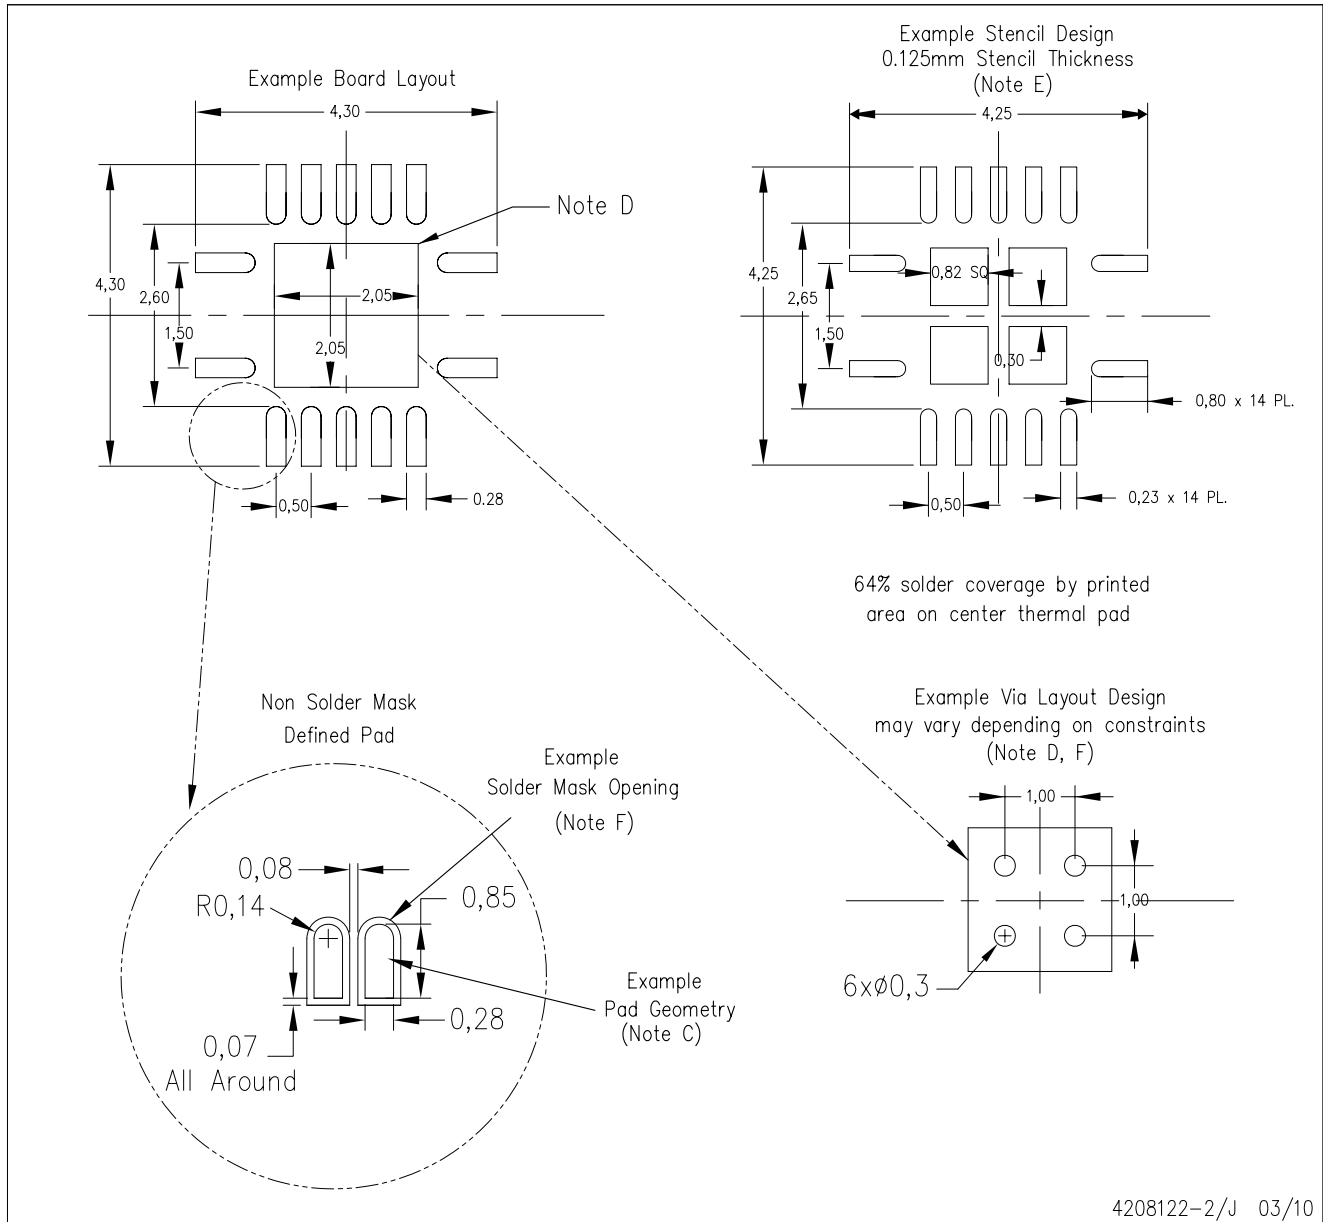 Example Board Layout
4,30
4,30
2,60
1,50
2,05
2,05
Note D
0,50
0.28
Example Stencil Design
0.125mm Stencil Thickness
(Note E)
4,25
4,25
2,65
1,50
0,82 SQ
0,30
0,80 x 14 PL.
0,50
0,23 x 14 PL.
64% solder coverage by printed
area on center thermal pad
Non Solder Mask
Defined Pad
Example
Solder Mask Opening
(Note F)
0,08
R0,14
0,85
Example
Pad Geometry
(Note C)
0,28
0,07
All Around
Example Via Layout Design
may vary depending on constraints
(Note D, F)
1,00
1,00
6xø0,3
4208122-2/J 03/10